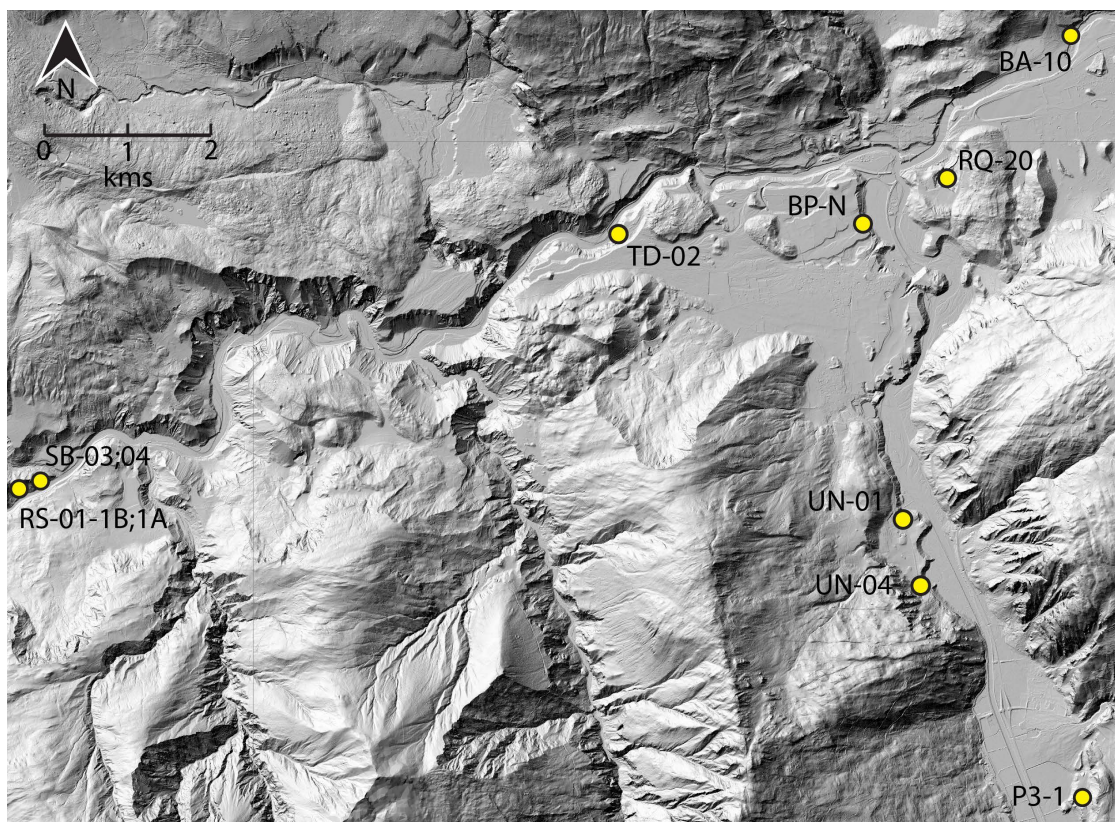 BA-10
N
0 1 2
kms
RQ-20
BP-N
TD-02
SB-03;04
RS-01-1B;1A
UN-01
UN-04
P3-1